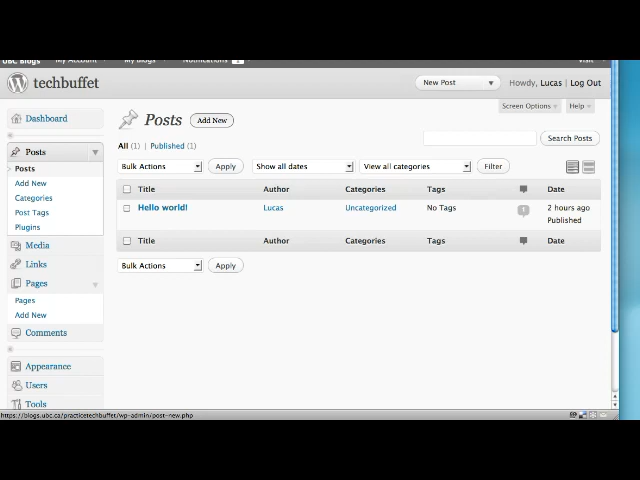 UBC Blogs My Account My Blogs Notifications Visit
techbuffet New Post Howdy, Lucas | Log Out
Screen Options Help
Dashboard
Posts Add New
Posts
All (1) | Published (1)
Search Posts
Posts
Bulk Actions Apply Show all dates View all categories Filter
Add New
Title Author Categories Tags Date
Categories
Hello world! Lucas Uncategorized No Tags 2 hours ago
Post Tags
Published
Plugins
Title Author Categories Tags Date
Media
Links
Bulk Actions Apply
Pages
Pages
Add New
Comments
Appearance
Users
Tools
https://blogs.ubc.ca/practicetechbuffet/wp-admin/post-new.php